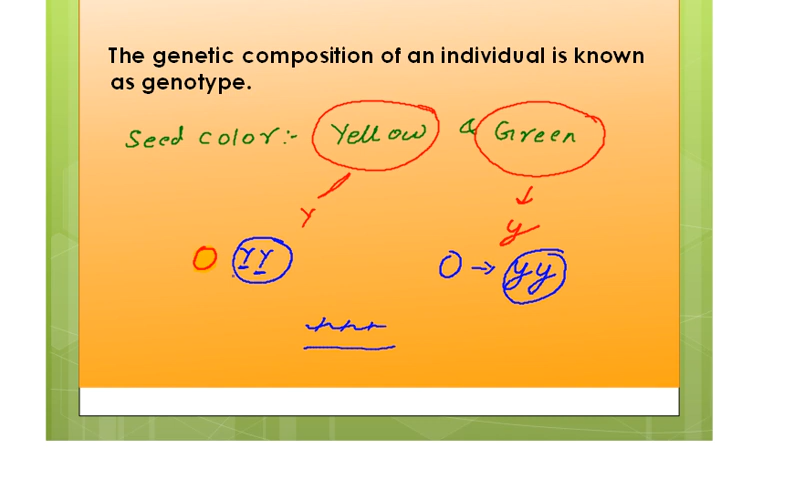 The genetic composition of an individual is known
as genotype.
Seed color:- Yellow & Green
Y
y
YY
O → yy